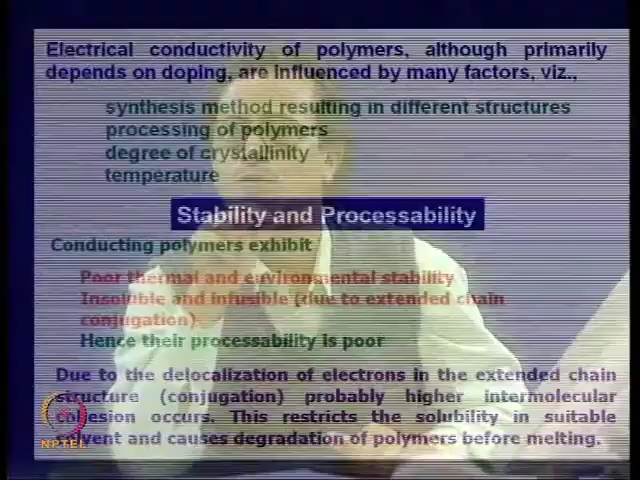 Electrical conductivity of polymers, although primarily
depends on doping, are influenced by many factors, viz.,
synthesis method resulting in different structures
processing of polymers
degree of crystallinity
temperature
Stability and Processability
Conducting polymers exhibit
Poor thermal and environmental stability
Insoluble and infusible (due to extended chain
conjugation).
Hence their processability is poor
Due to the delocalization of electrons in the extended chain
structure (conjugation) probably higher intermolecular
cohesion occurs. This restricts the solubility in suitable
solvent and causes degradation of polymers before melting.
NPTEL